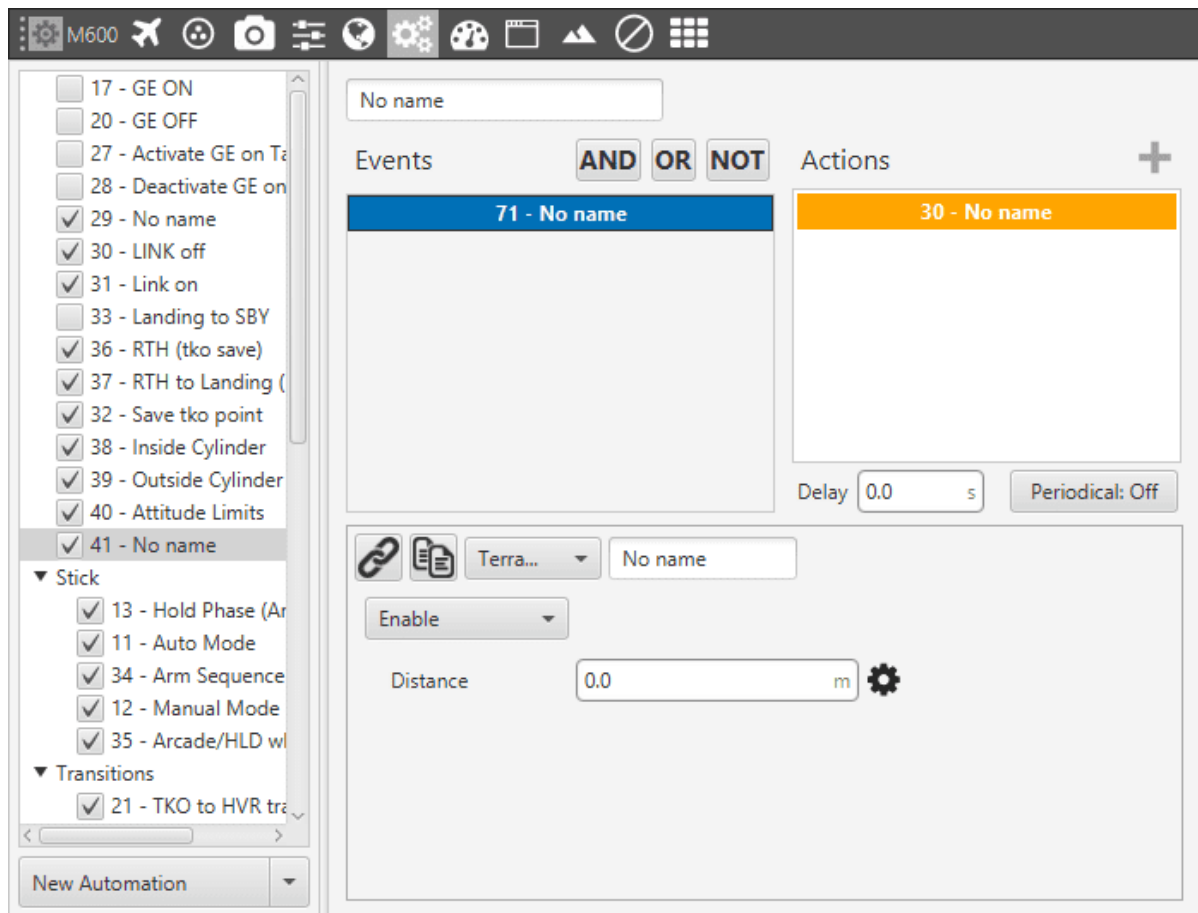 M600
17 - GE ON
20 - GE OFF
27 - Activate GE on Ta
28 - Deactivate GE on
29 - No name
30 - LINK off
31 - Link on
33 - Landing to SBY
36 - RTH (tko save)
37 - RTH to Landing (
32 - Save tko point
38 - Inside Cylinder
39 - Outside Cylinder
40 - Attitude Limits
41 - No name
Stick
13 - Hold Phase (Ar
11 - Auto Mode
34 - Arm Sequence
12 - Manual Mode
35 - Arcade/HLD wl
Transitions
21 - TKO to HVR tra
New Automation
No name
Events AND OR NOT
71 - No name
Actions
30 - No name
Delay 0.0 s Periodical: Off
Terra... No name
Enable
Distance 0.0 m